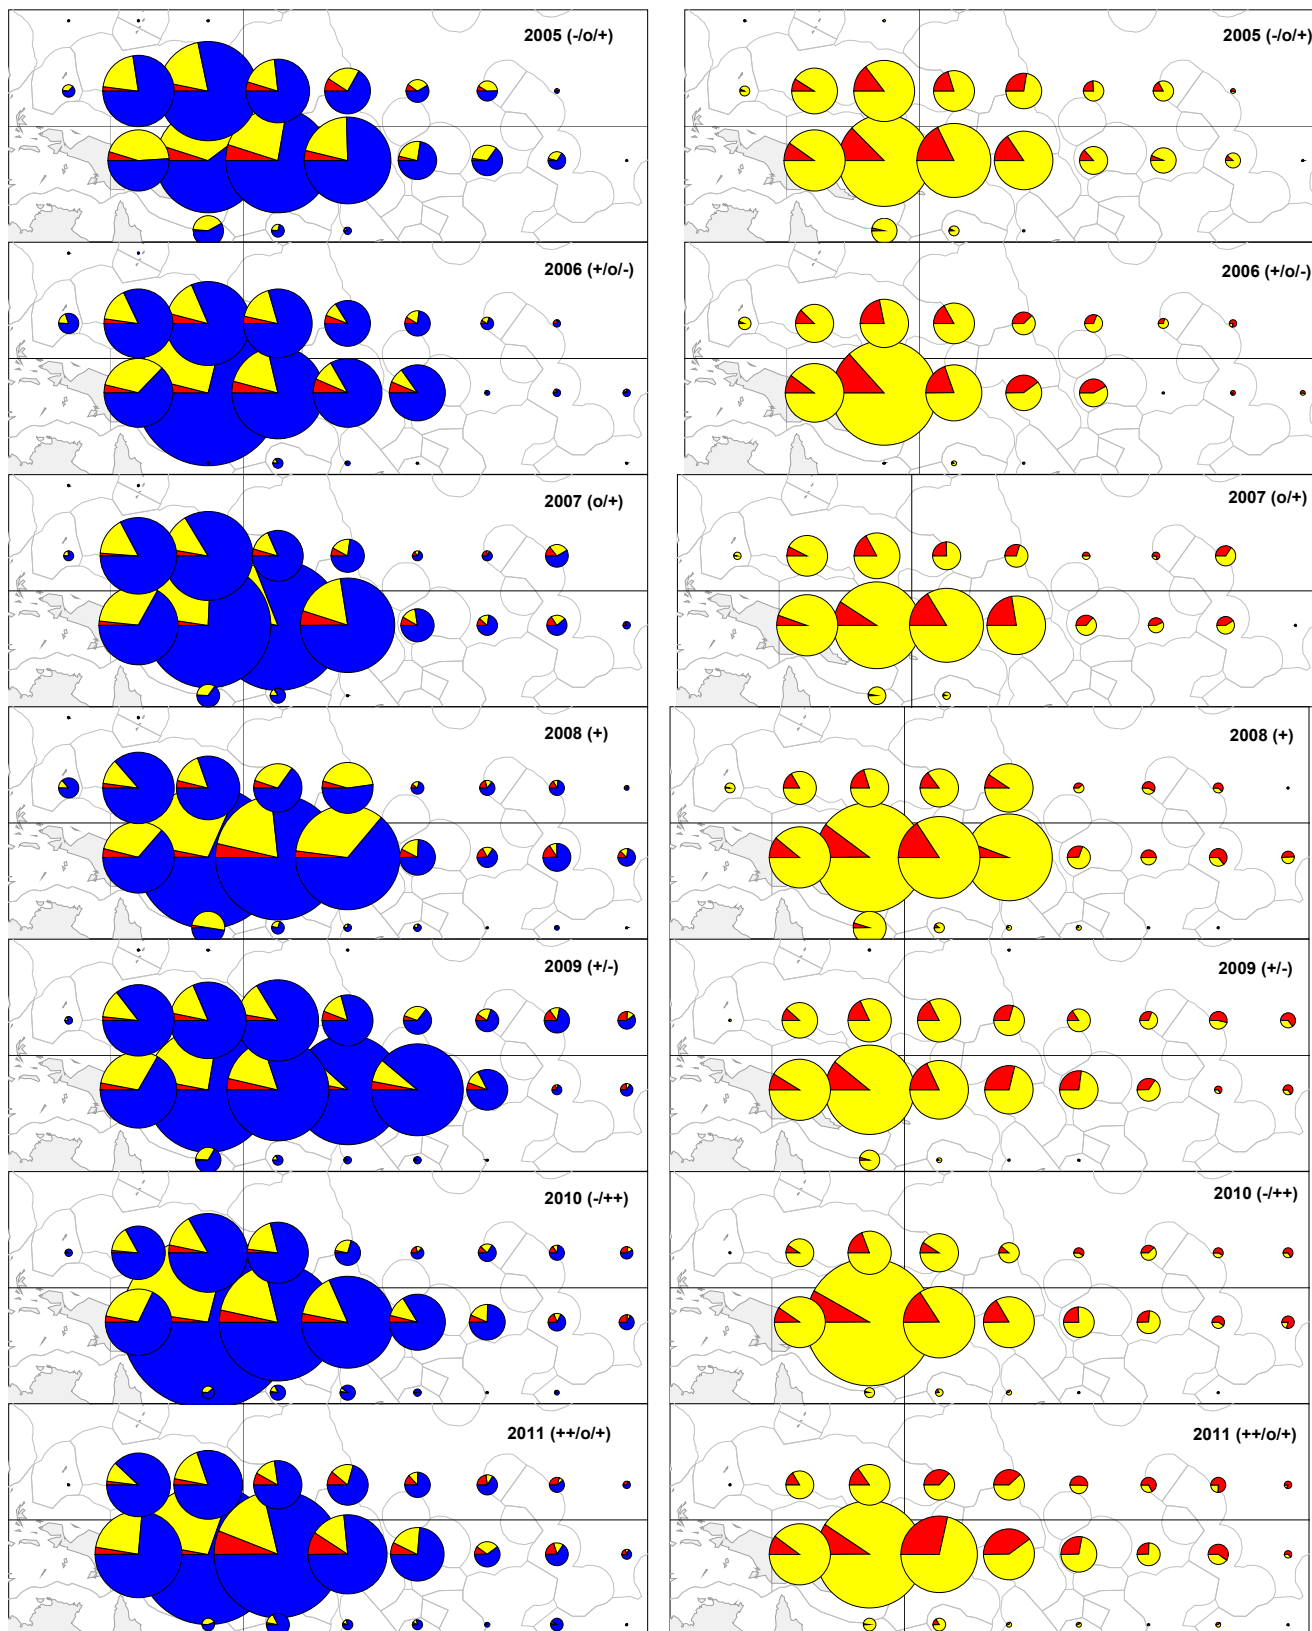 2005 (-/o/+)
2005 (-/o/+)
2006 (+/o/-)
2006 (+/o/-)
2007 (o/+)
2007 (o/+)
2008 (+)
2008 (+)
2009 (+/-)
2009 (+/-)
2010 (-/++)
2010 (-/++)
2011 (++/o/+)
2011 (++/o/+)